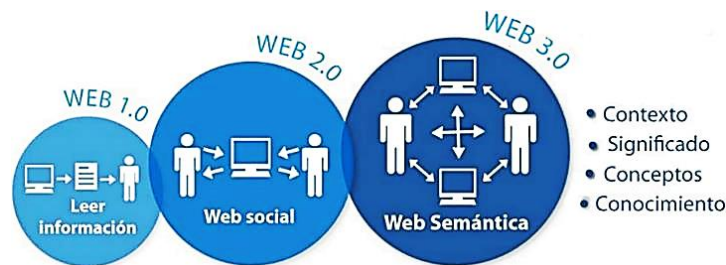 WEB 1.0
Leer
información
WEB 2.0
Web social
WEB 3.0
Web Semántica
• Contexto
• Significado
• Conceptos
• Conocimiento